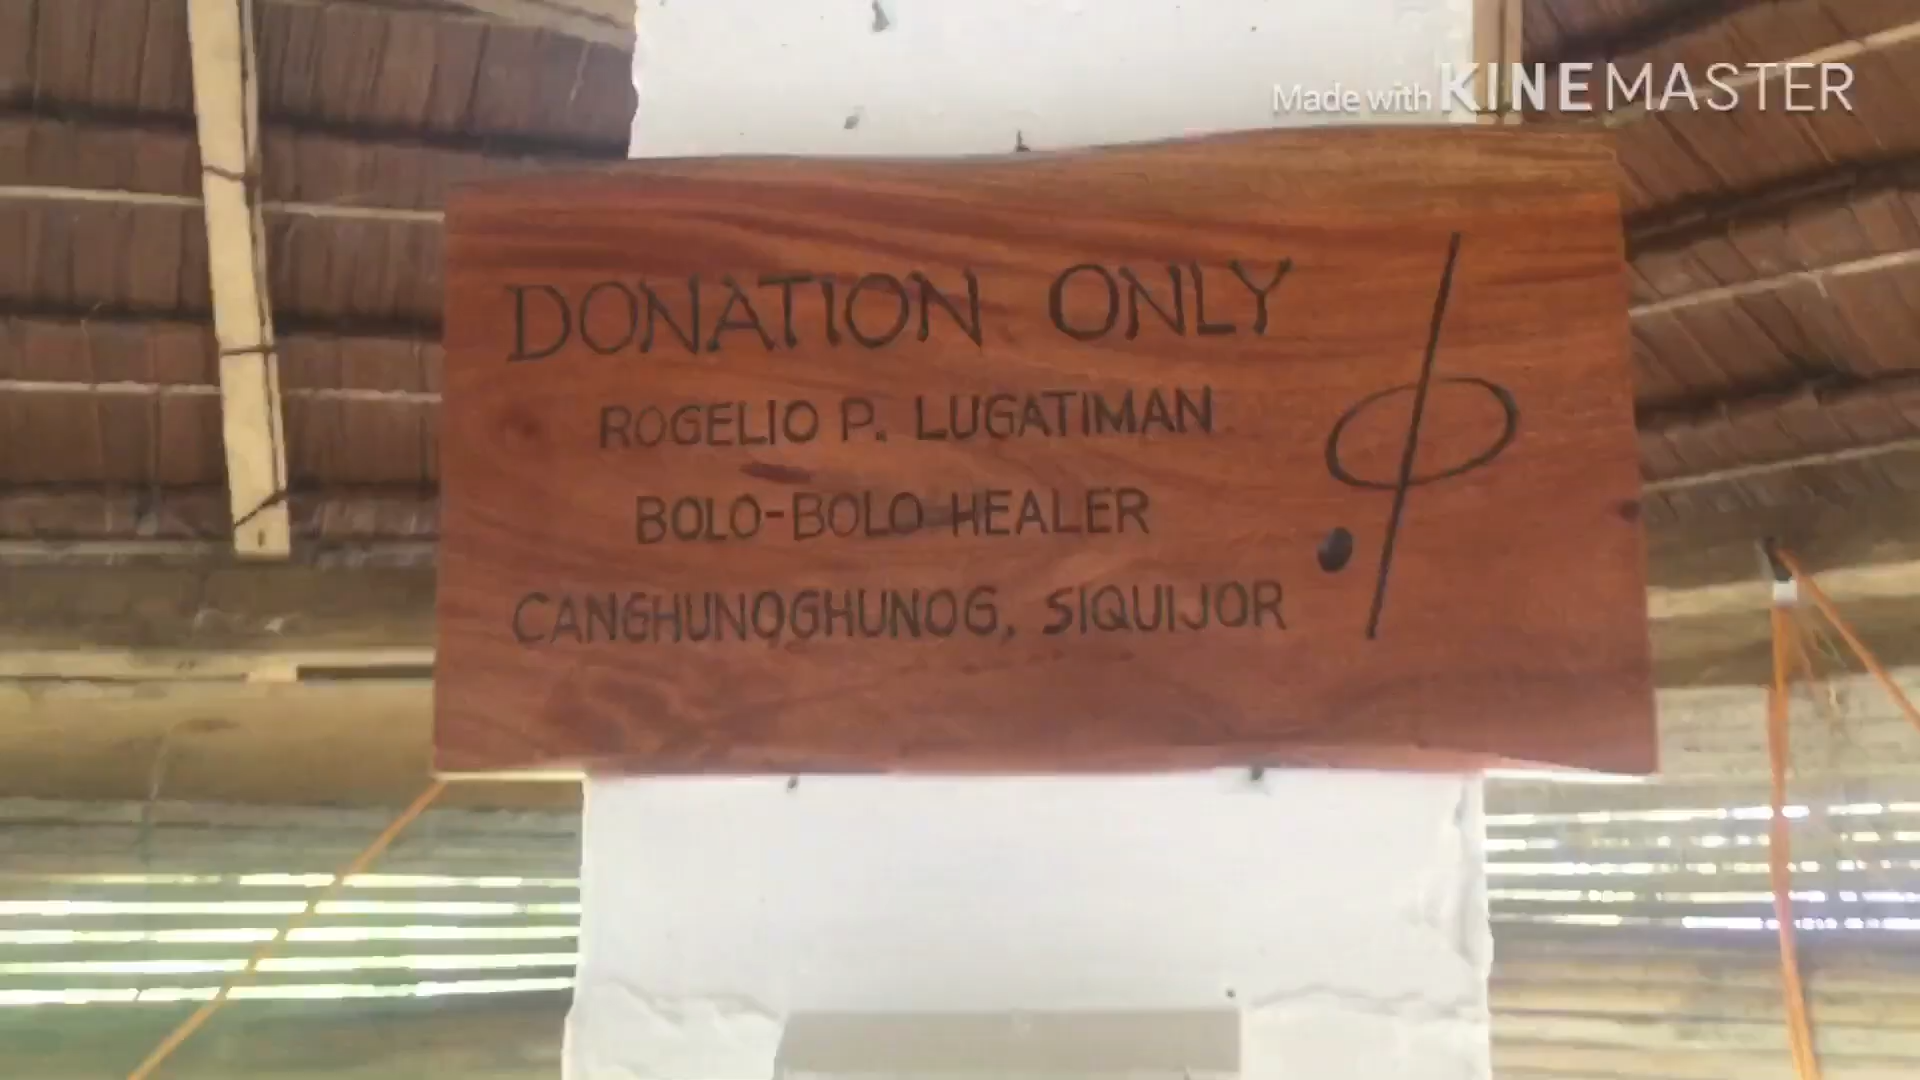 Made with KINEMASTER
DONATION ONLY
ROGELIO P. LUGATIMAN
BOLO-BOLO HEALER
CANGHUNOGHUNOG, SIQUIJOR